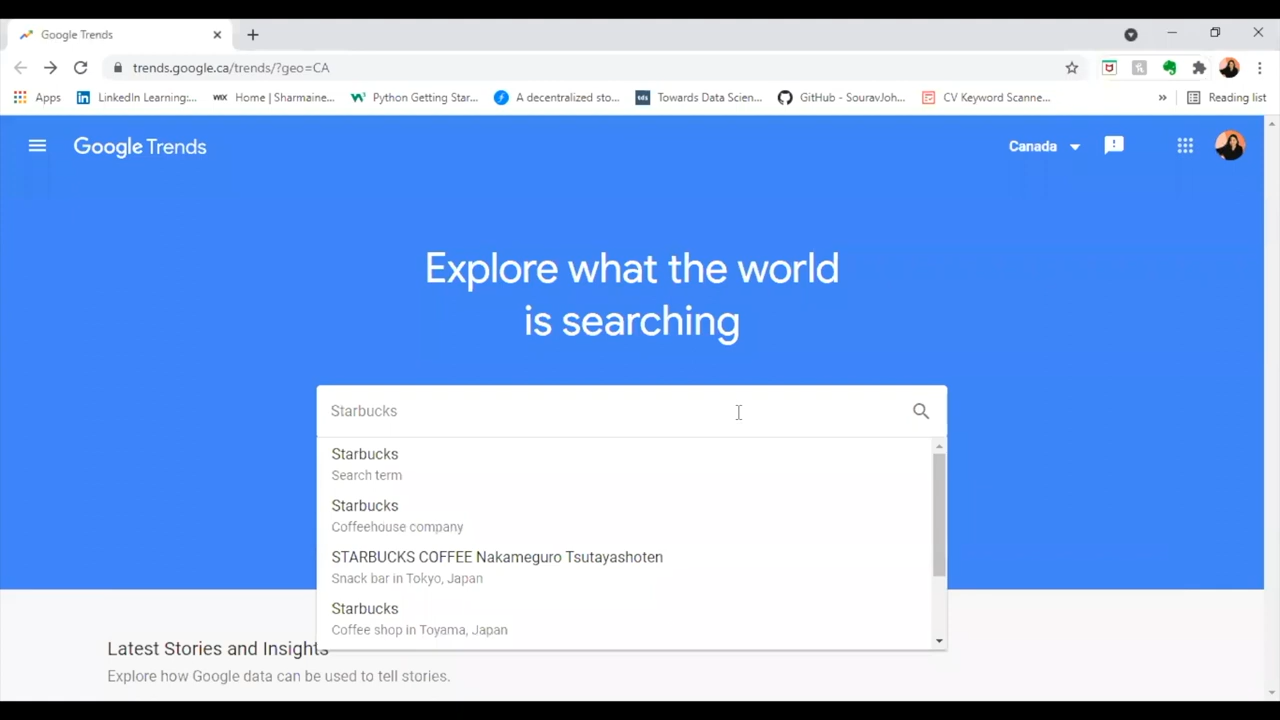 Google Trends
trends.google.ca/trends/?geo=CA
Apps
LinkedIn Learning:...
Home | Sharmaine...
Python Getting Star...
A decentralized sto...
Towards Data Scien...
GitHub - SouravJoh...
CV Keyword Scanne...
»
Reading list
Google Trends
Canada
Explore what the world
is searching
Starbucks
Starbucks
Search term
Starbucks
Coffeehouse company
STARBUCKS COFFEE Nakameguro Tsutayashoten
Snack bar in Tokyo, Japan
Starbucks
Coffee shop in Toyama, Japan
Latest Stories and Insights
Explore how Google data can be used to tell stories.